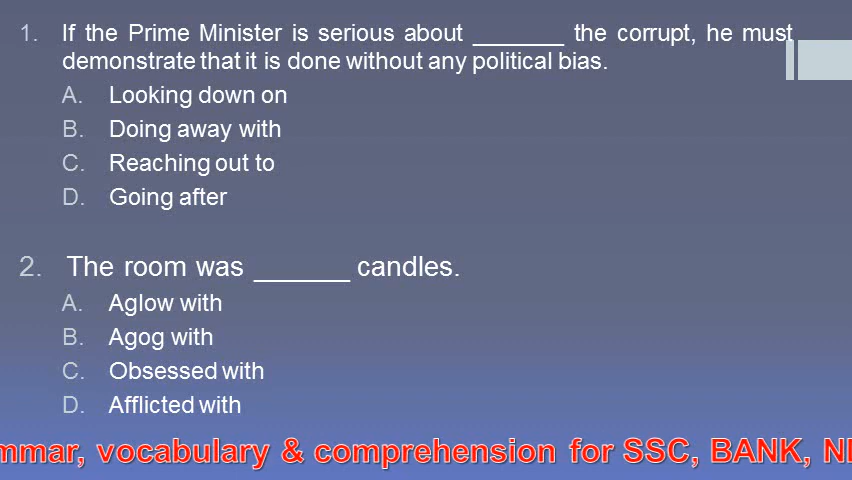 1. If the Prime Minister is serious about _______ the corrupt, he must
demonstrate that it is done without any political bias.
A. Looking down on
B. Doing away with
C. Reaching out to
D. Going after
2. The room was ______ candles.
A. Aglow with
B. Agog with
C. Obsessed with
D. Afflicted with
mmar, vocabulary & comprehension for SSC, BANK,